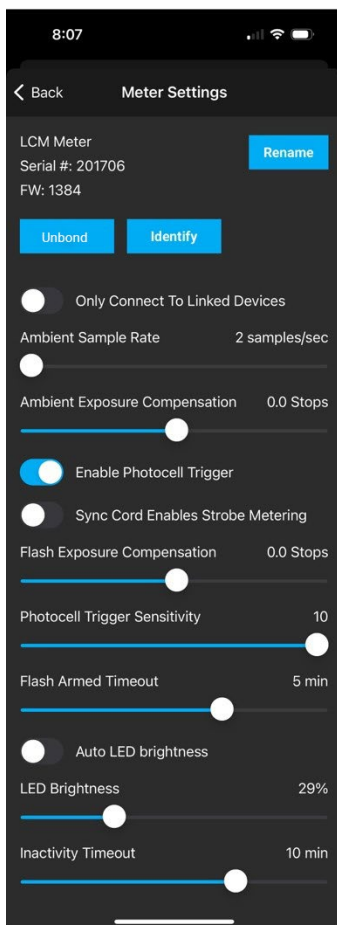 8:07
Back Meter Settings
LCM Meter
Rename
Serial #: 201706
FW: 1384
Unbond Identify
Only Connect To Linked Devices
Ambient Sample Rate 2 samples/sec
Ambient Exposure Compensation 0.0 Stops
Enable Photocell Trigger
Sync Cord Enables Strobe Metering
Flash Exposure Compensation 0.0 Stops
Photocell Trigger Sensitivity 10
Flash Armed Timeout 5 min
Auto LED brightness
LED Brightness 29%
Inactivity Timeout 10 min